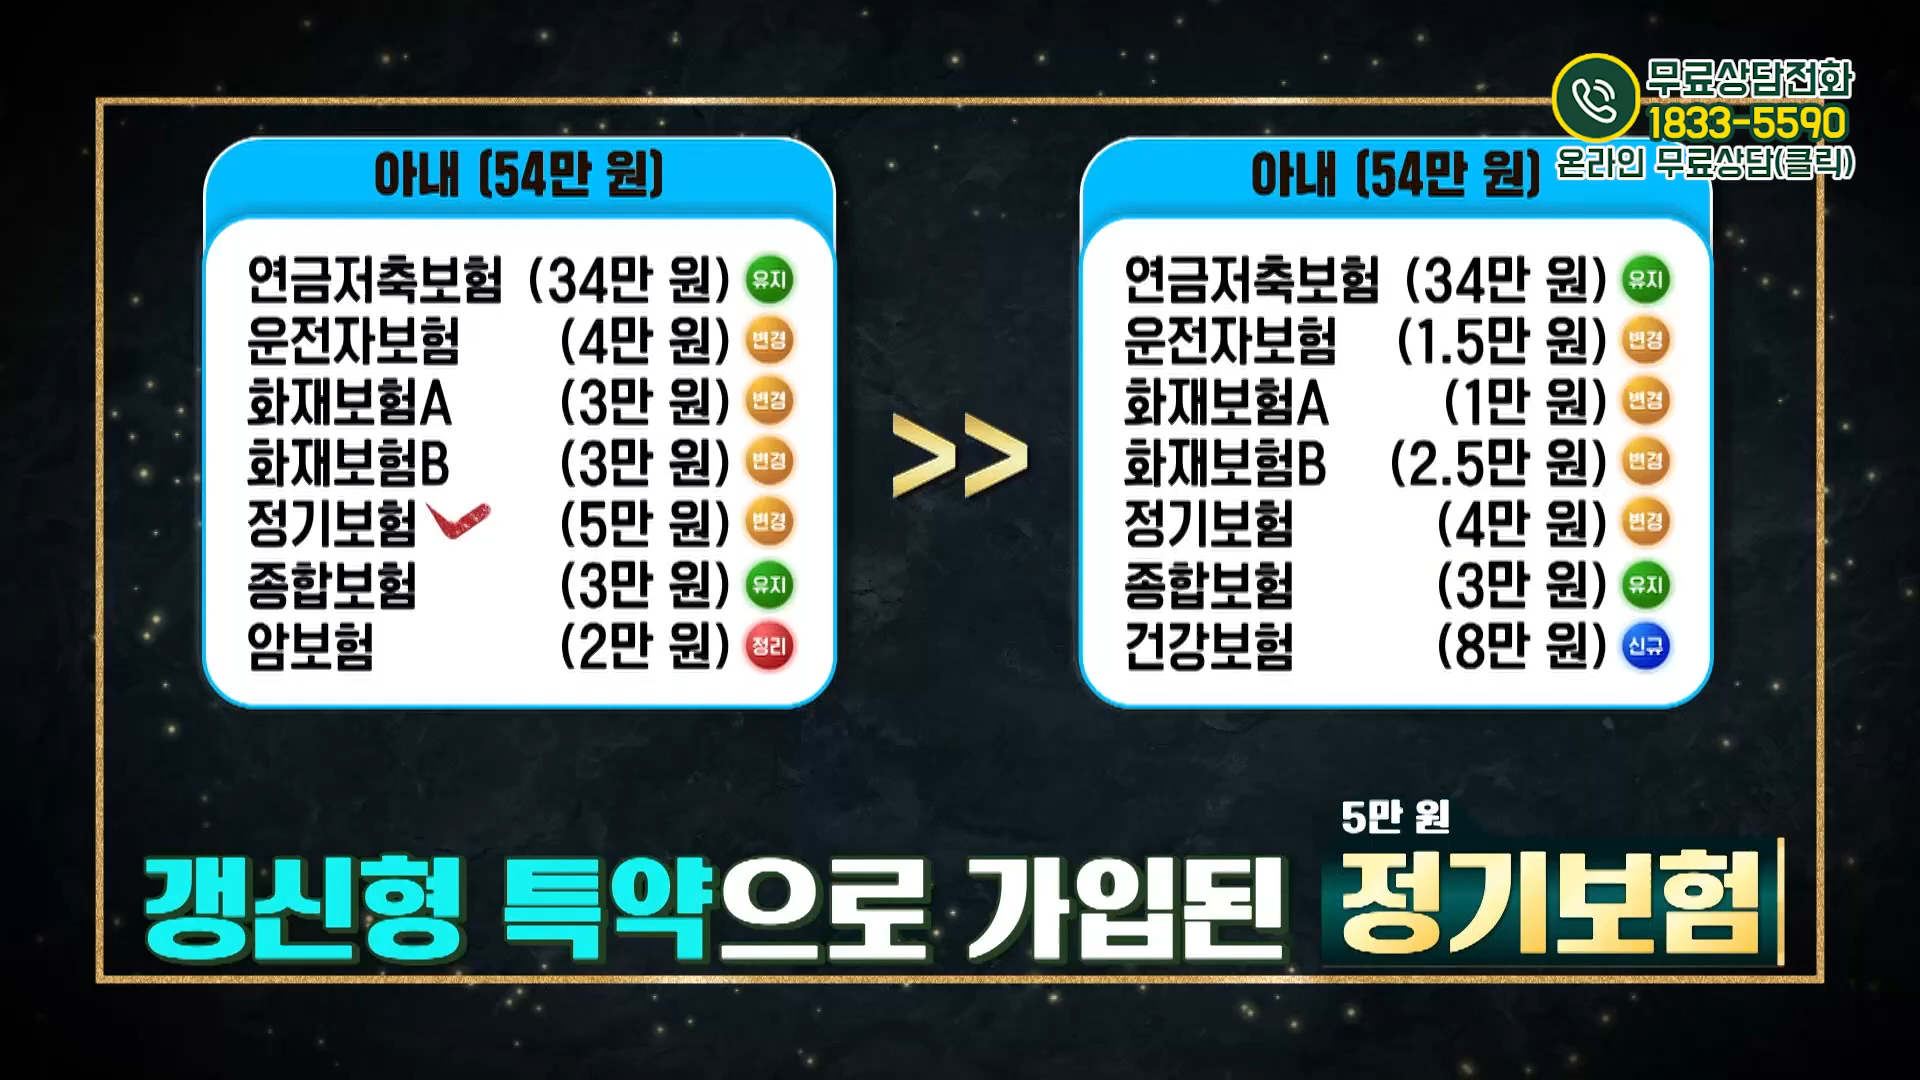 무료상담전화
1833-5590
온라인 무료상담(클릭)
아내 (54만 원)
연금저축보험 (34만 원) 유지
운전자보험 (4만 원) 변경
화재보험A (3만 원) 변경
화재보험B (3만 원) 변경
정기보험 (5만 원) 변경
종합보험 (3만 원) 유지
암보험 (2만 원) 정리
>>
아내 (54만 원)
연금저축보험 (34만 원) 유지
운전자보험 (1.5만 원) 변경
화재보험A (1만 원) 변경
화재보험B (2.5만 원) 변경
정기보험 (4만 원) 변경
종합보험 (3만 원) 유지
건강보험 (8만 원) 신규
5만 원
갱신형 특약으로 가입된 정기보험